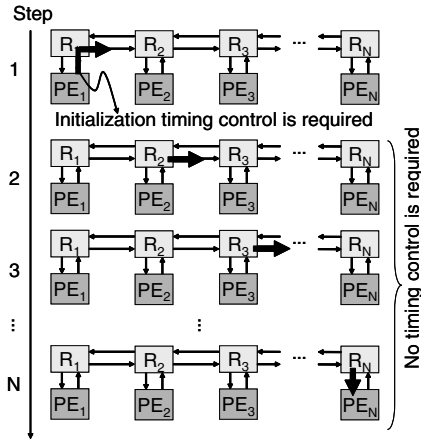 Step
R1 R2 R3 ... RN
1
PE1 PE2 PE3 PEN
Initialization timing control is required
R1 R2 R3 ... RN
2
PE1 PE2 PE3 PEN
R1 R2 R3 ... RN
3
PE1 PE2 PE3 PEN
... ...
R1 R2 R3 ... RN
N
PE1 PE2 PE3 PEN
No timing control is required